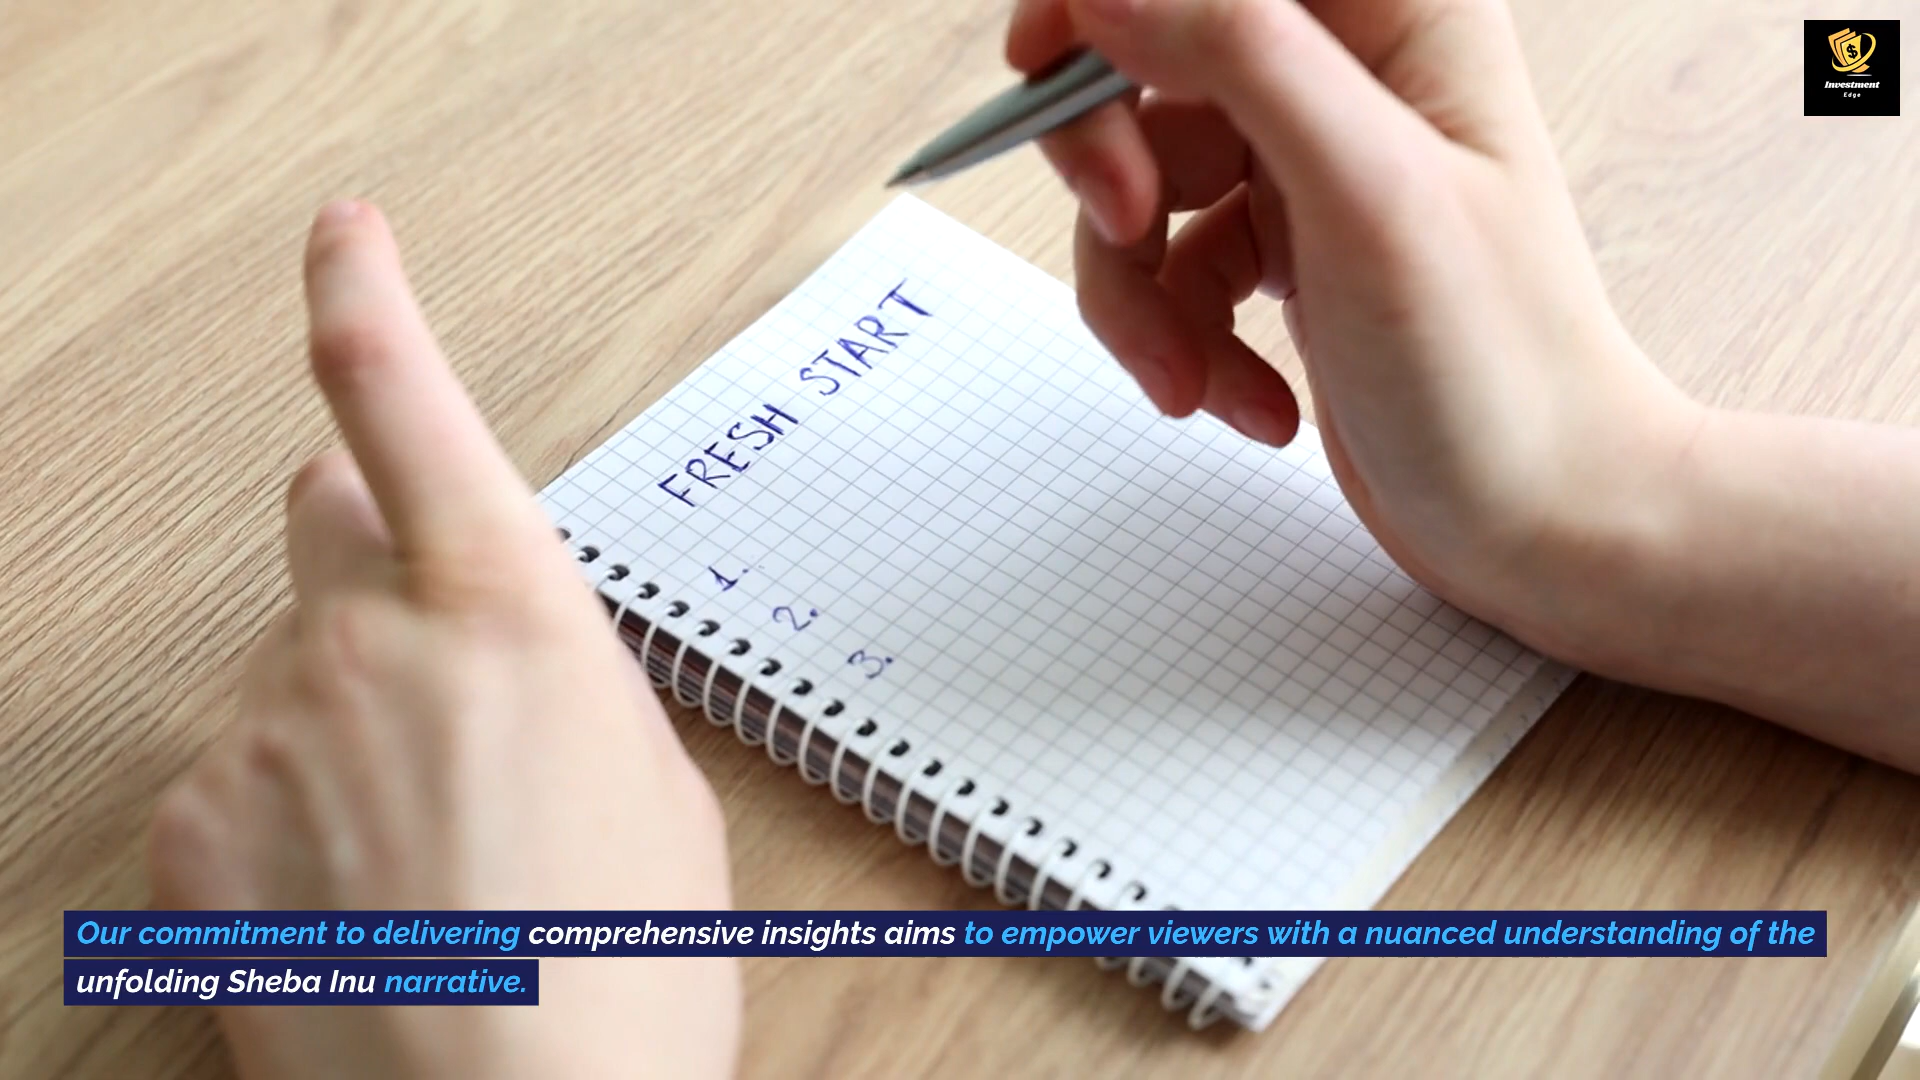 Investment
Edge
FRESH START
1.
2.
3.
Our commitment to delivering comprehensive insights aims to empower viewers with a nuanced understanding of the
unfolding Sheba Inu narrative.